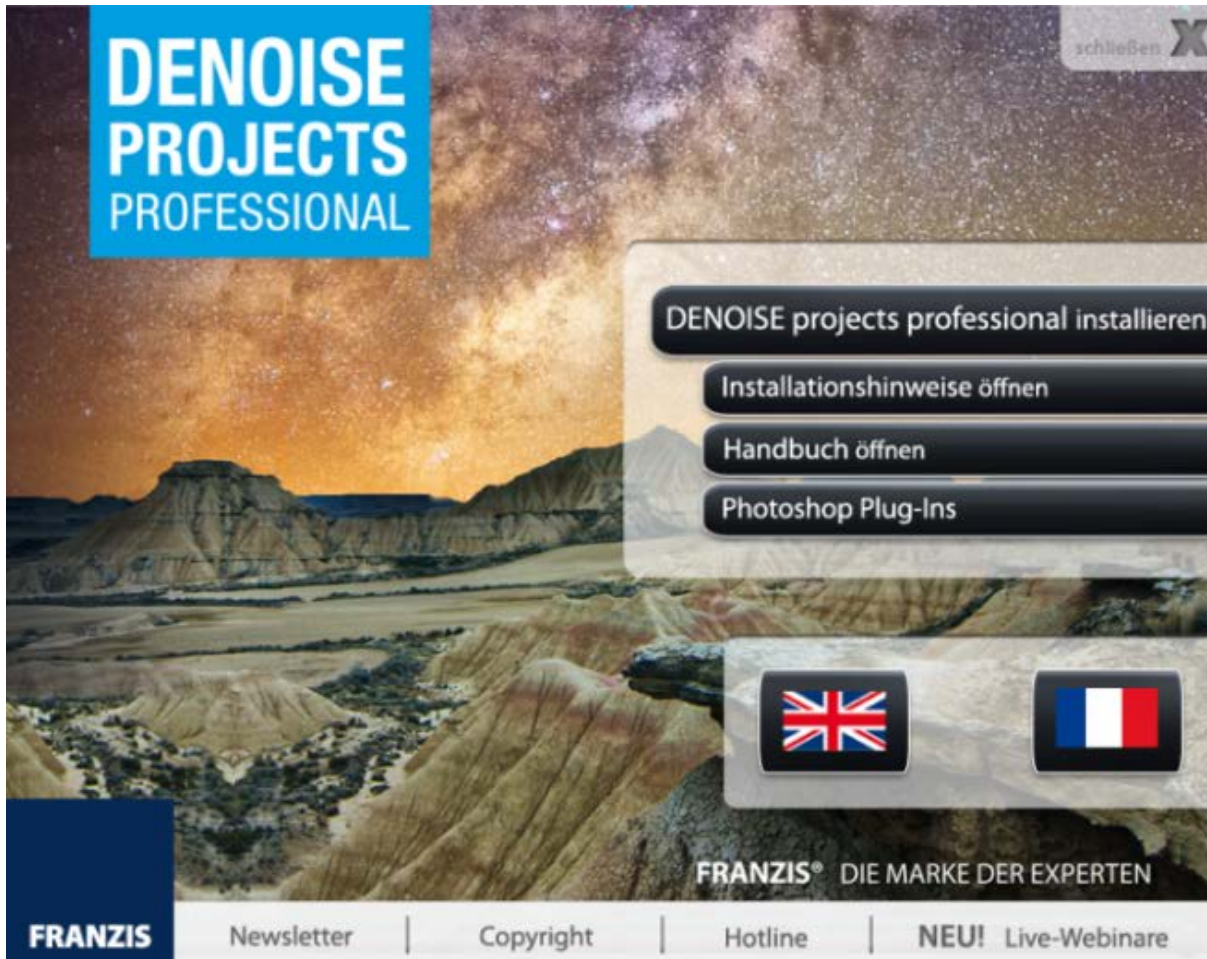 DENOISE
PROJECTS
PROFESSIONAL
schließen X
DENOISE projects professional installieren
Installationshinweise öffnen
Handbuch öffnen
Photoshop Plug-Ins
FRANZIS® DIE MARKE DER EXPERTEN
FRANZIS
Newsletter | Copyright | Hotline | NEU! Live-Webinare